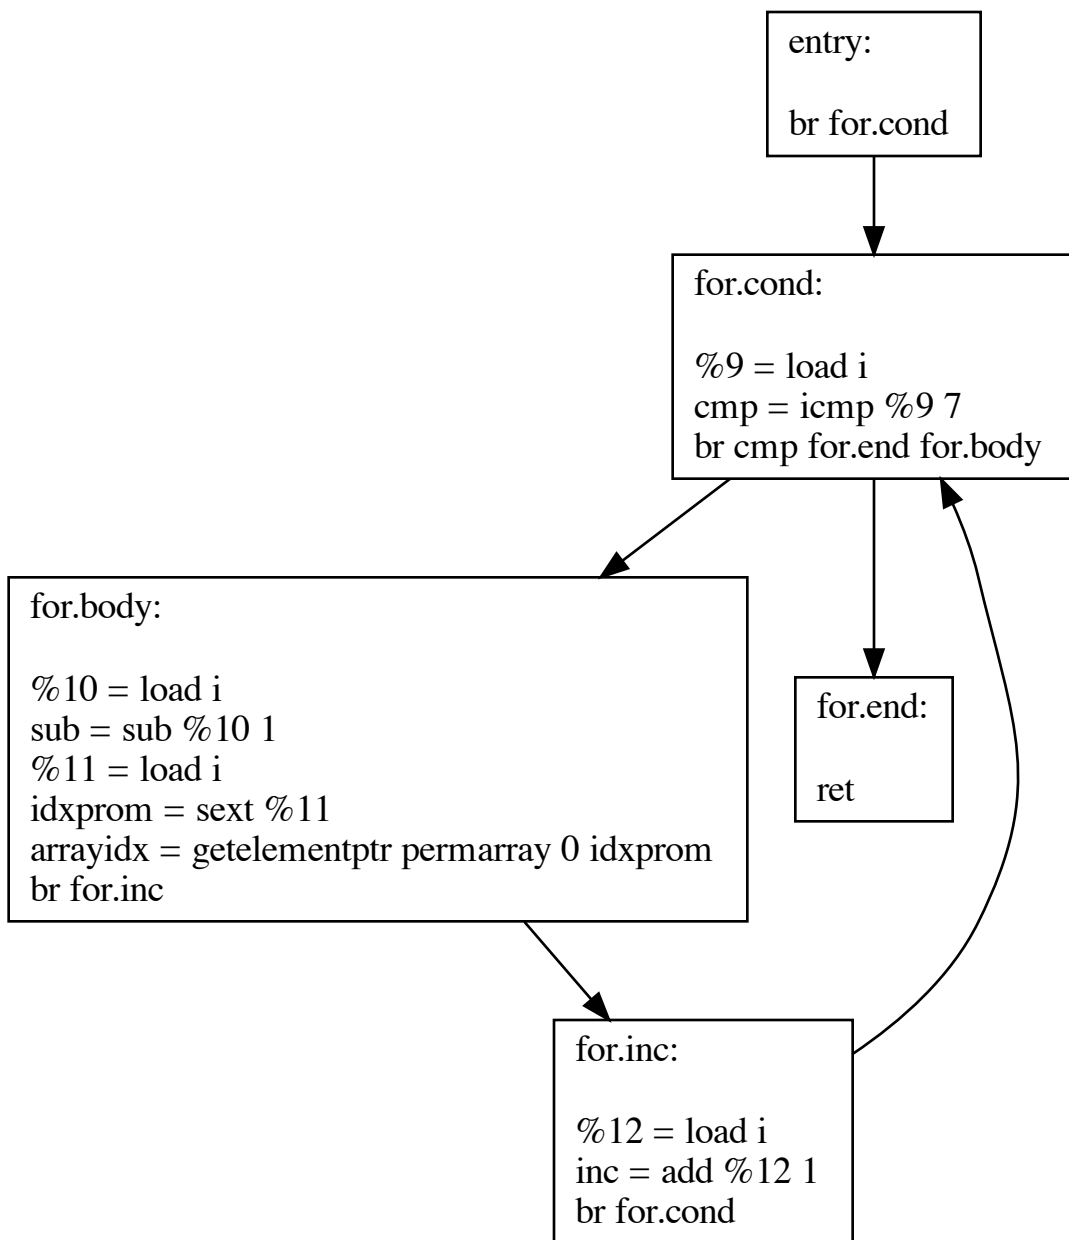 entry:
br for.cond
for.cond:
%9 = load i
cmp = icmp %9 7
br cmp for.end for.body
for.body:
%10 = load i
sub = sub %10 1
%11 = load i
idxprom = sext %11
arrayidx = getelementptr permarray 0 idxprom
br for.inc
for.end:
ret
for.inc:
%12 = load i
inc = add %12 1
br for.cond